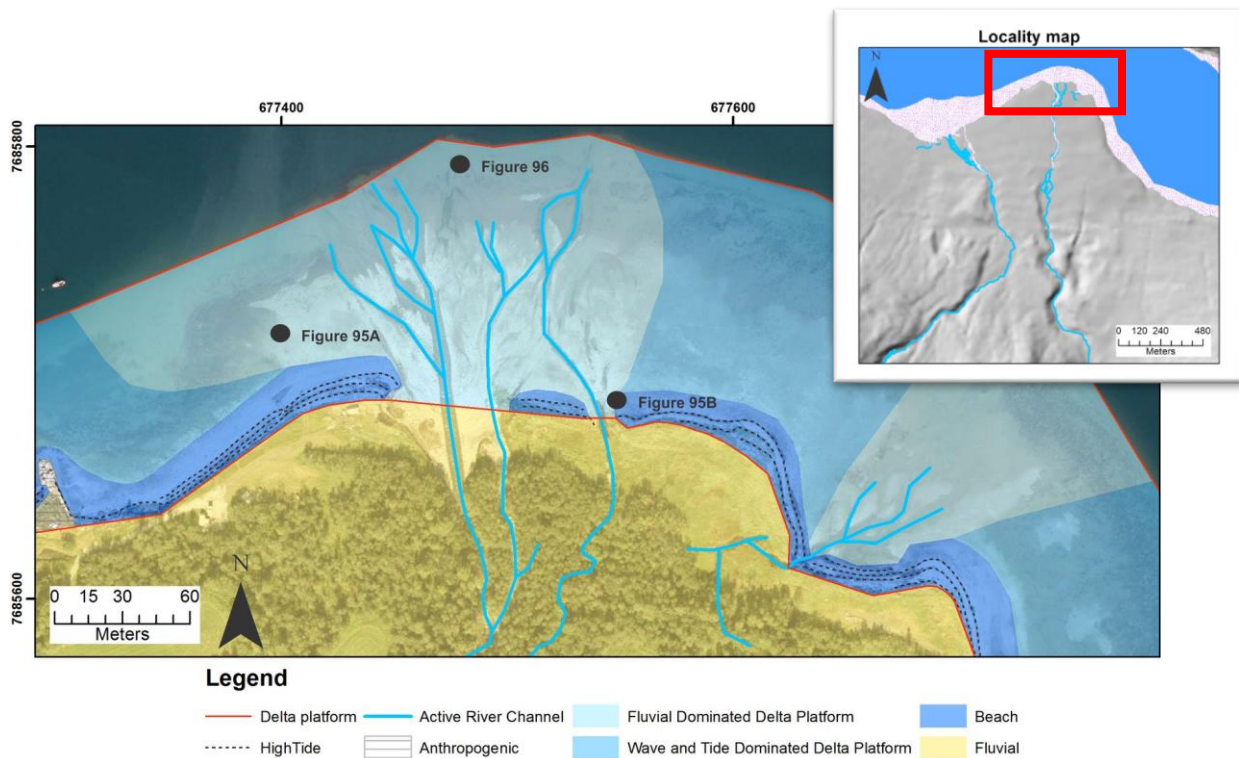 Locality map
N
0 120 240 480
Meters
677400
677600
7685800
7685600
Figure 96
Figure 95A
Figure 95B
N
0 15 30 60
Meters
Legend
Delta platform
Active River Channel
Fluvial Dominated Delta Platform
Beach
HighTide
Anthropogenic
Wave and Tide Dominated Delta Platform
Fluvial